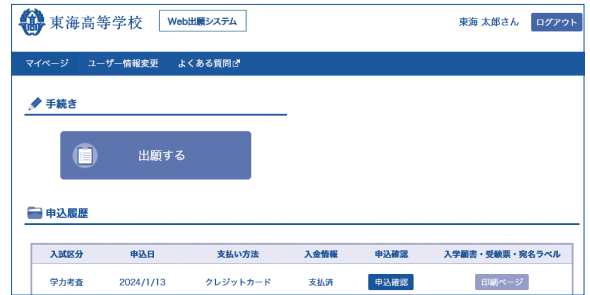 東海高等学校 Web出願システム 東海 太郎さん ログアウト
マイページ ユーザー情報変更 よくある質問
手続き
出願する
申込履歴
入試区分 申込日 支払い方法 入金情報 申込確認 入学願書・受験票・宛名ラベル
学力考査 2024/1/13 クレジットカード 支払済 申込確認 印刷ページ